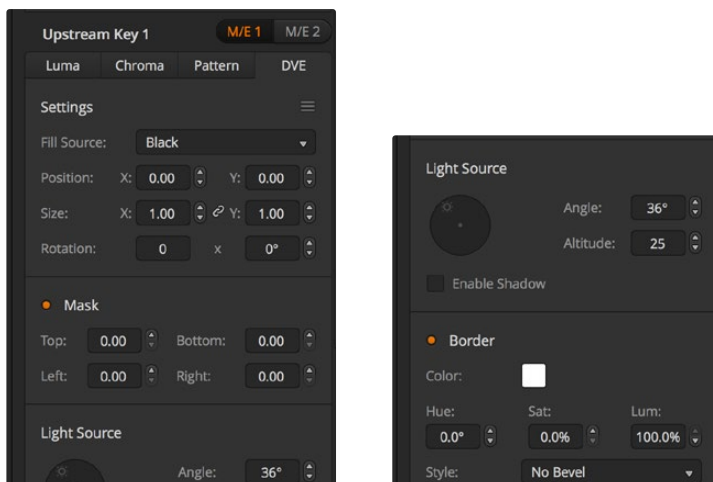 Upstream Key 1 M/E 1 M/E 2
Luma Chroma Pattern DVE
Settings
Fill Source: Black
Position: X: 0.00 Y: 0.00
Size: X: 1.00 Y: 1.00
Rotation: 0 x 0°
Mask
Top: 0.00 Bottom: 0.00
Left: 0.00 Right: 0.00
Light Source
Angle: 36°
Light Source
Angle: 36°
Altitude: 25
Enable Shadow
Border
Color:
Hue: Sat: Lum:
0.0° 0.0% 100.0%
Style: No Bevel